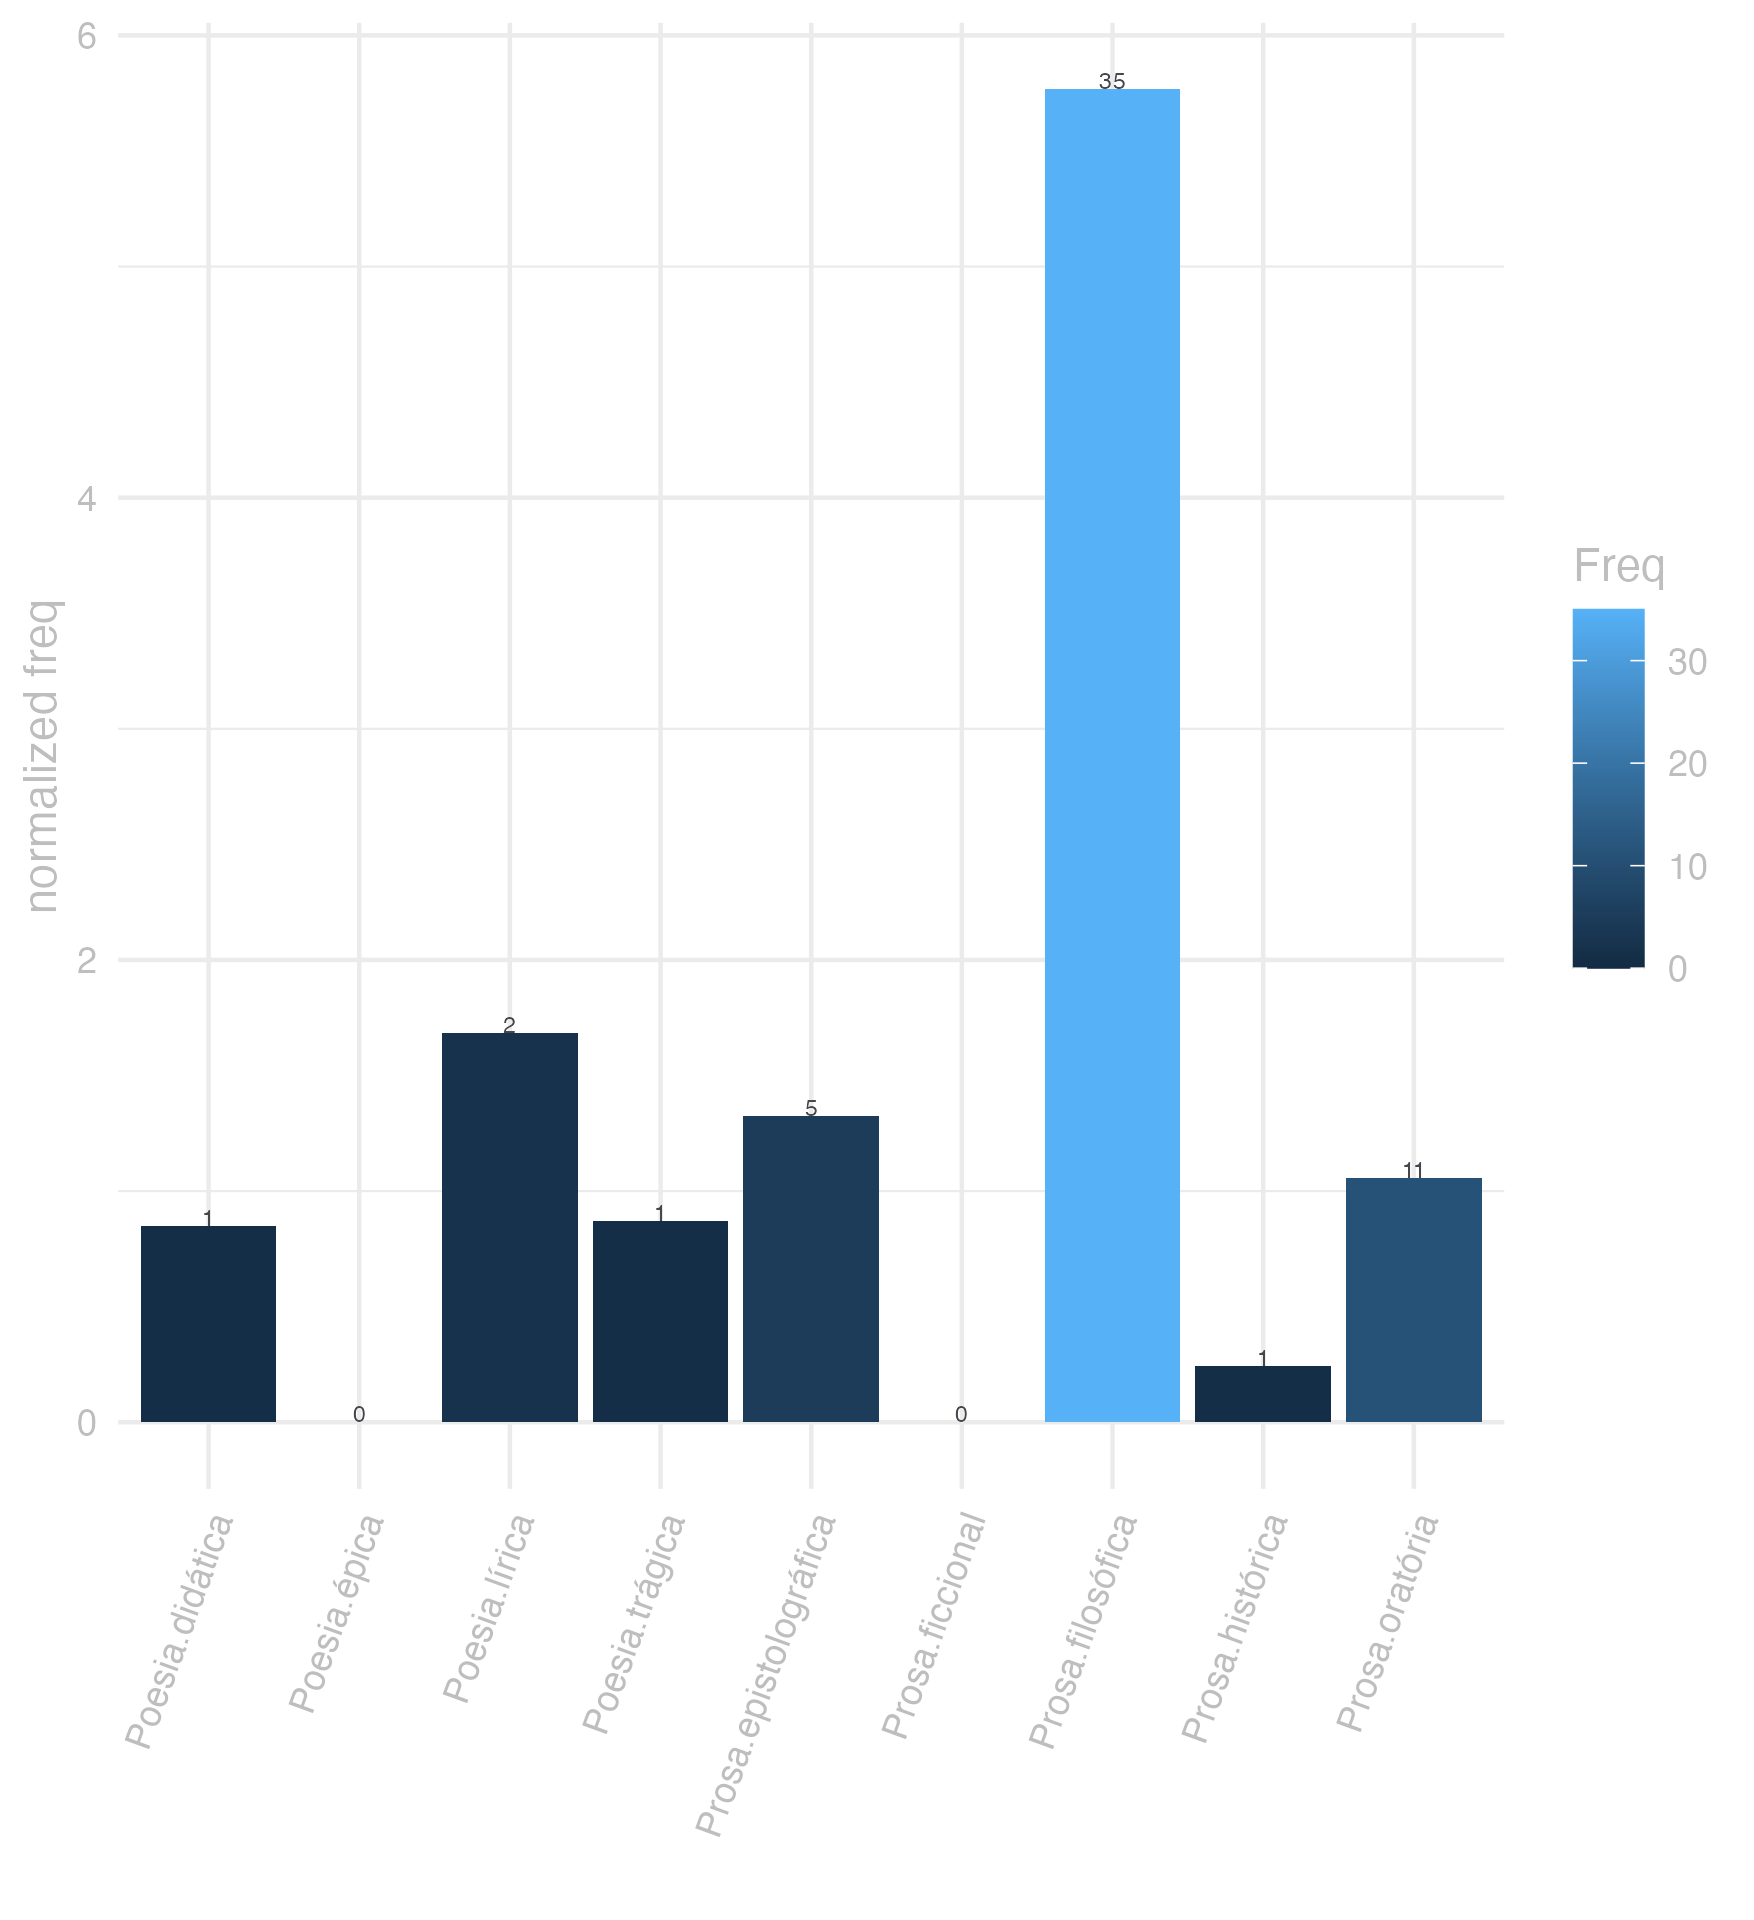 6
4
2
0
normalized freq
35
2
5
11
1
1
1
0
0
Poesia.didática
Poesia.épica
Poesia.lírica
Poesia.trágica
Prosa.epistolográfica
Prosa.ficcional
Prosa.filosófica
Prosa.histórica
Prosa.oratória
Freq
30
20
10
0